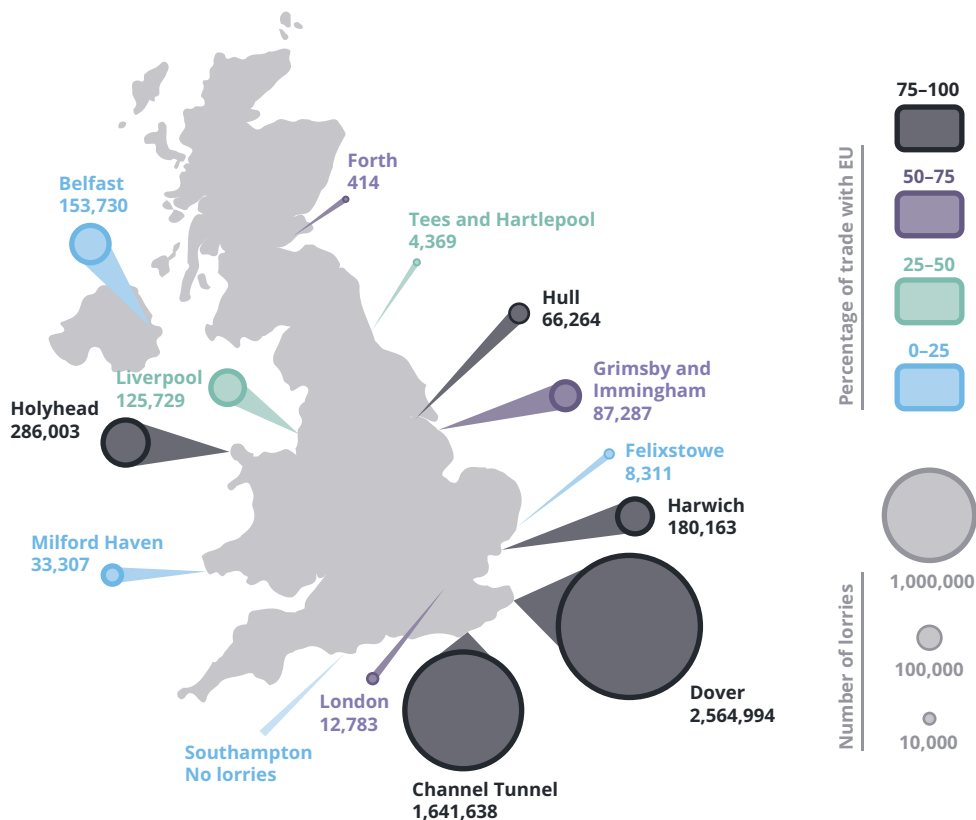 75–100
50–75
25–50
0–25
Percentage of trade with EU
Forth
414
Belfast
153,730
Tees and Hartlepool
4,369
Hull
66,264
Liverpool
125,729
Grimsby and
Immingham
87,287
Holyhead
286,003
Felixstowe
8,311
Harwich
180,163
Milford Haven
33,307
1,000,000
100,000
10,000
Number of lorries
London
12,783
Dover
2,564,994
Southampton
No lorries
Channel Tunnel
1,641,638